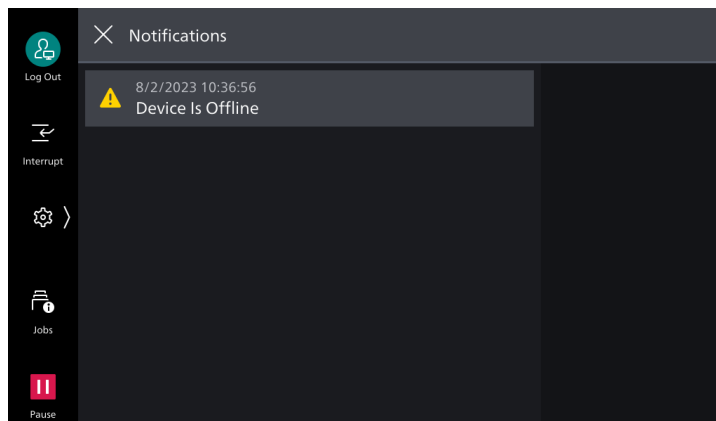 Notifications
Log Out
8/2/2023 10:36:56
Device Is Offline
Interrupt
Jobs
Pause